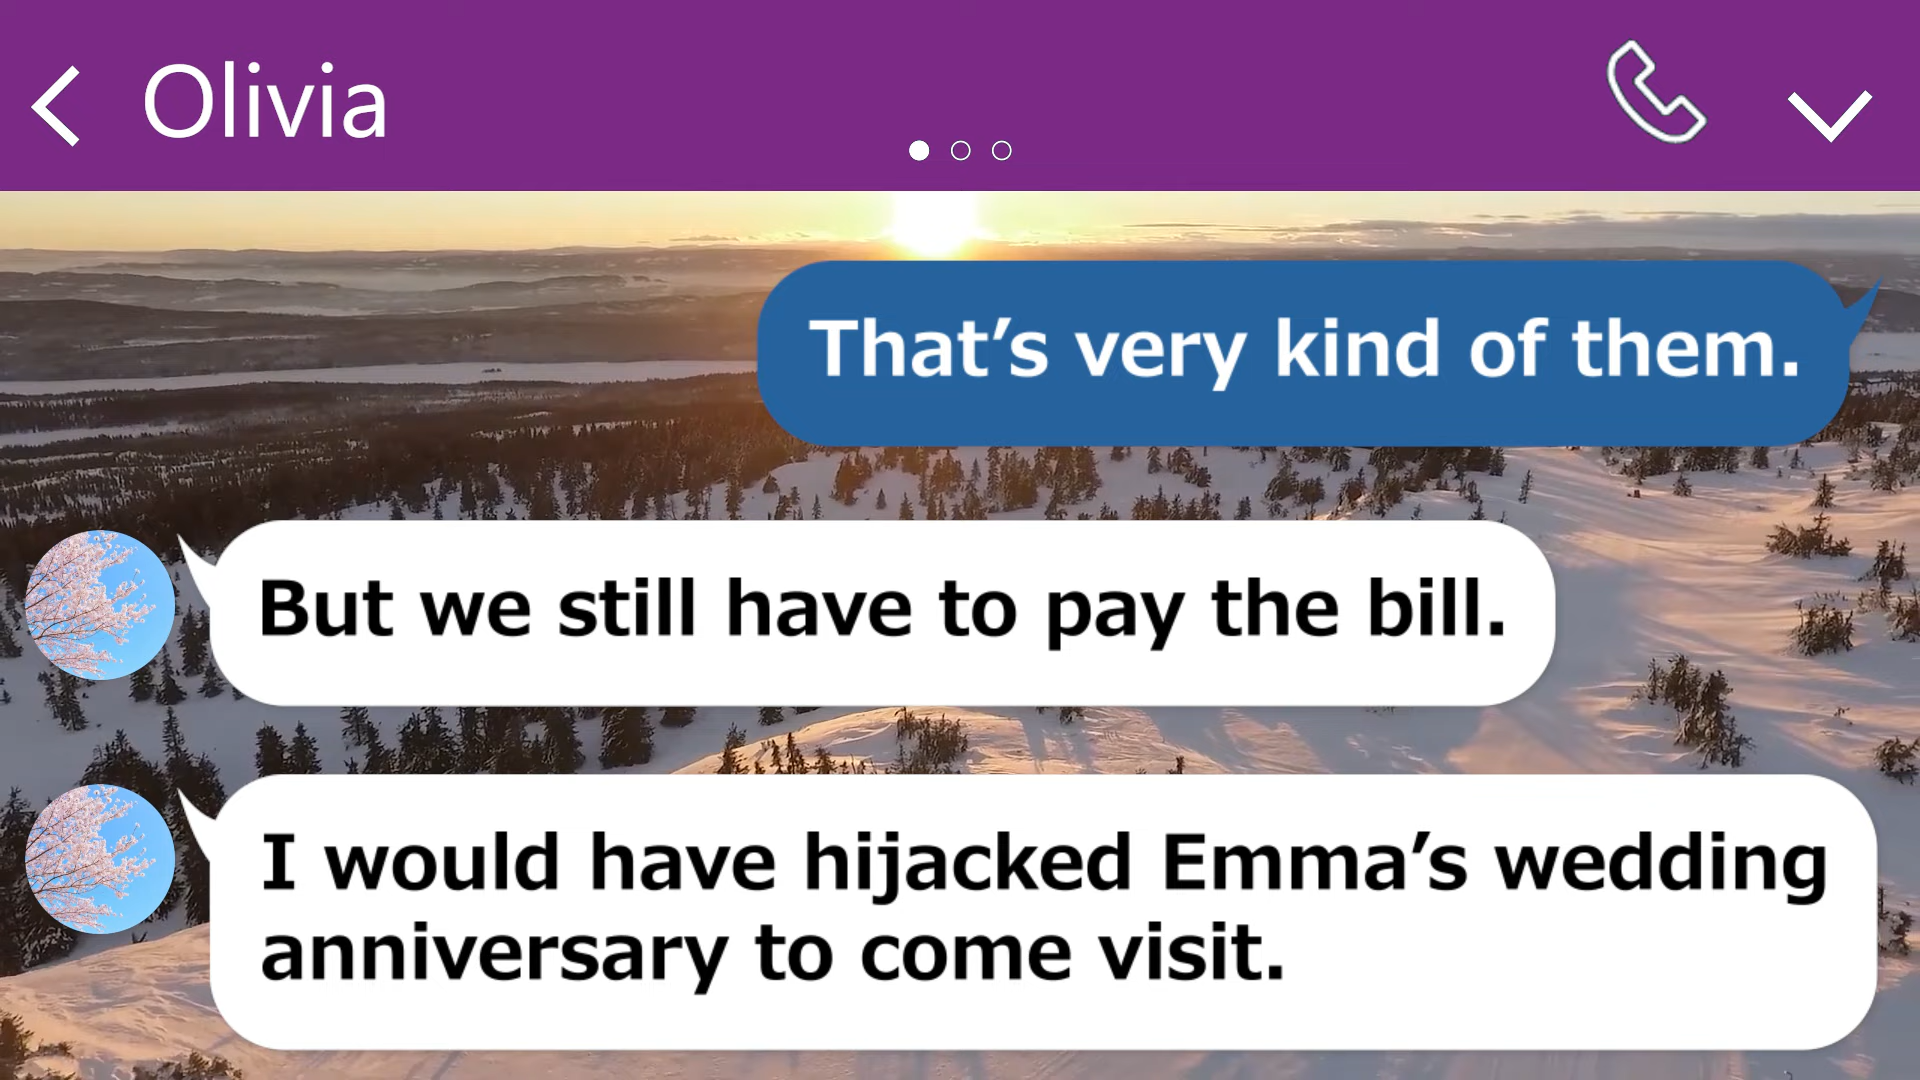 Olivia
That’s very kind of them.
But we still have to pay the bill.
I would have hijacked Emma’s wedding
anniversary to come visit.